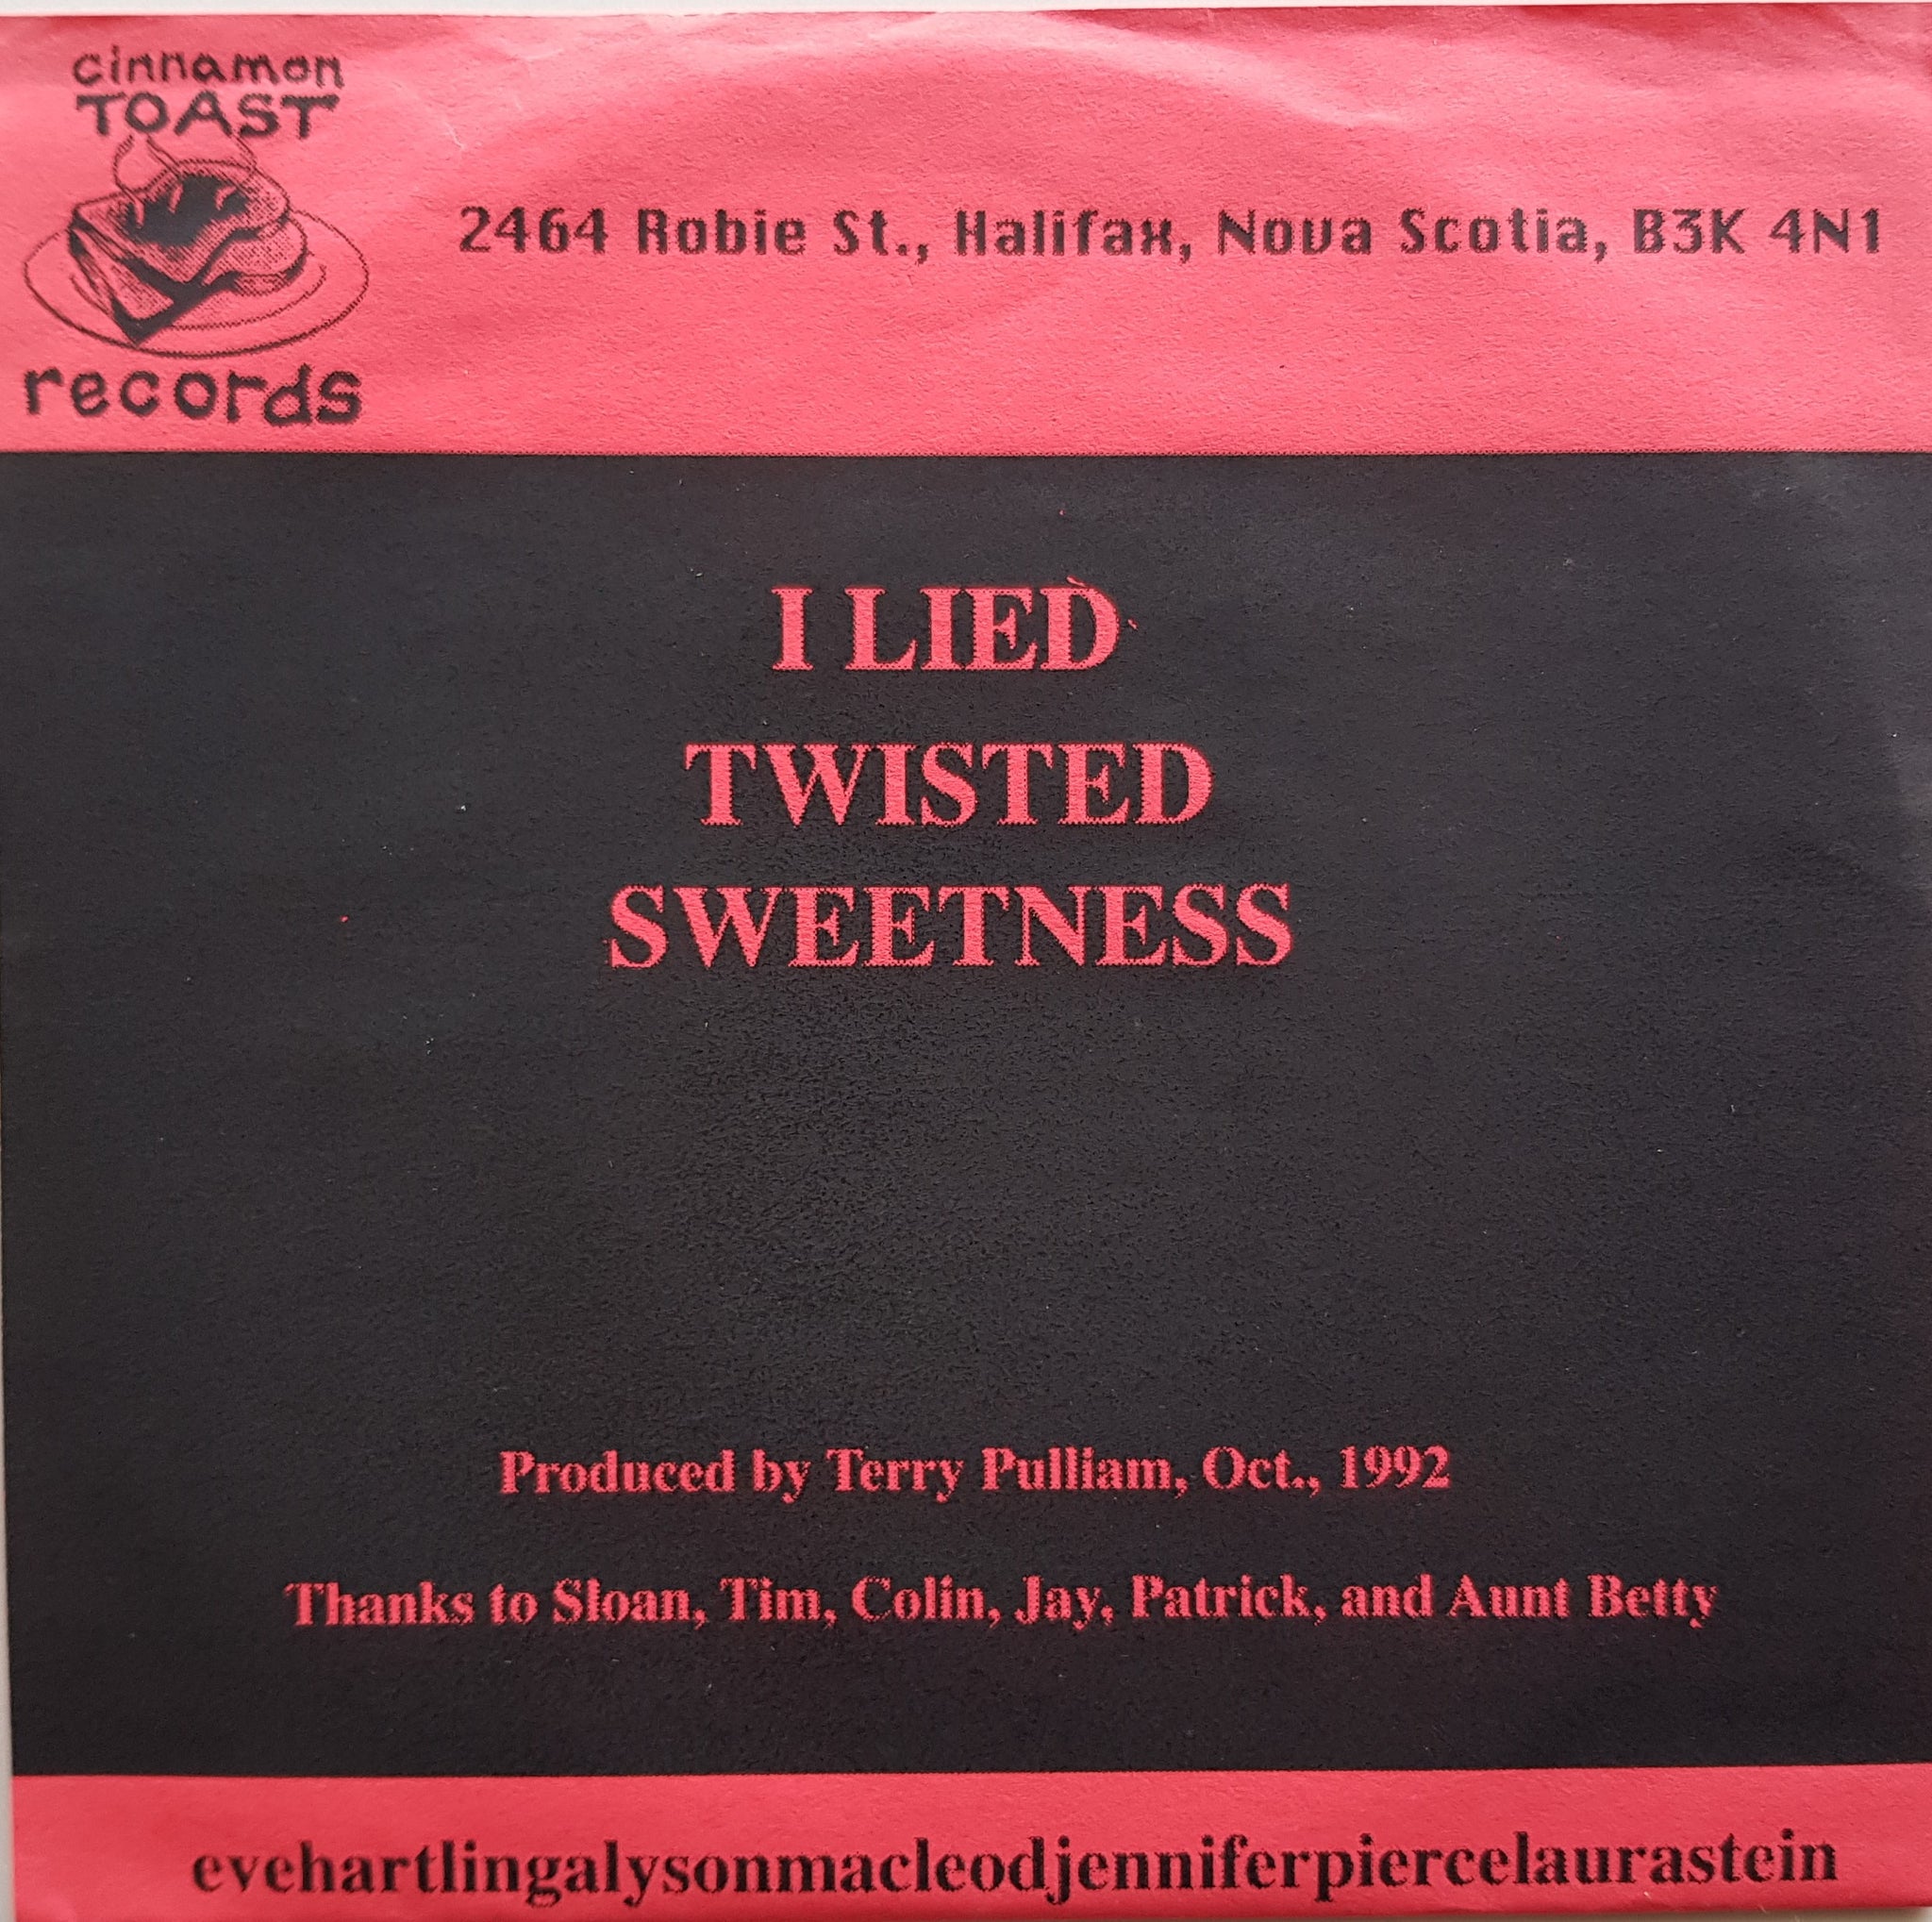 cinnamon
TOAST
records
2464 Robie St., Halifax, Nova Scotia, B3K 4N1
I LIED
TWISTED
SWEETNESS
Produced by Terry Pulliam, Oct., 1992
Thanks to Sloan, Tim, Colin, Jay, Patrick, and Aunt Betty
evehartlingalysonmacleodjenniferpiercelaurastein